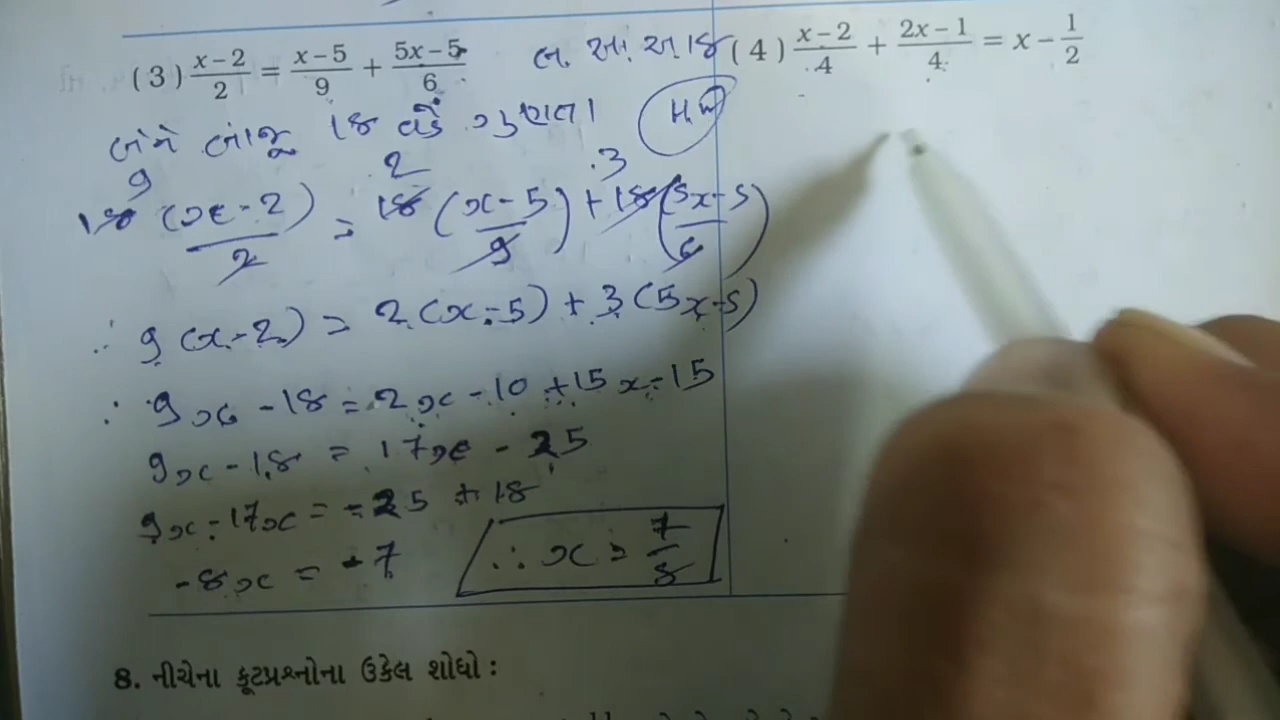 (3) x−2/2 = x−5/9 + 5x−5/6 લ. સા. અ. 18
બંને બાજુ 18 વડે ગુણતા
9 2 3
18 (x-2)/2 = 18 (x-5/9) + 18 (5x-5/6)
∴ 9 (x-2) = 2(x-5) + 3(5x-5)
∴ 9x - 18 = 2x - 10 + 15x - 15
9x - 18 = 17x - 25
9x - 17x = -25 + 18
-8x = -7 ∴ x = 7/8
(4) x−2/4 + 2x−1/4 = x − 1/2
H.W
8. નીચેના કૂટપ્રશ્નોના ઉકેલ શોધો :